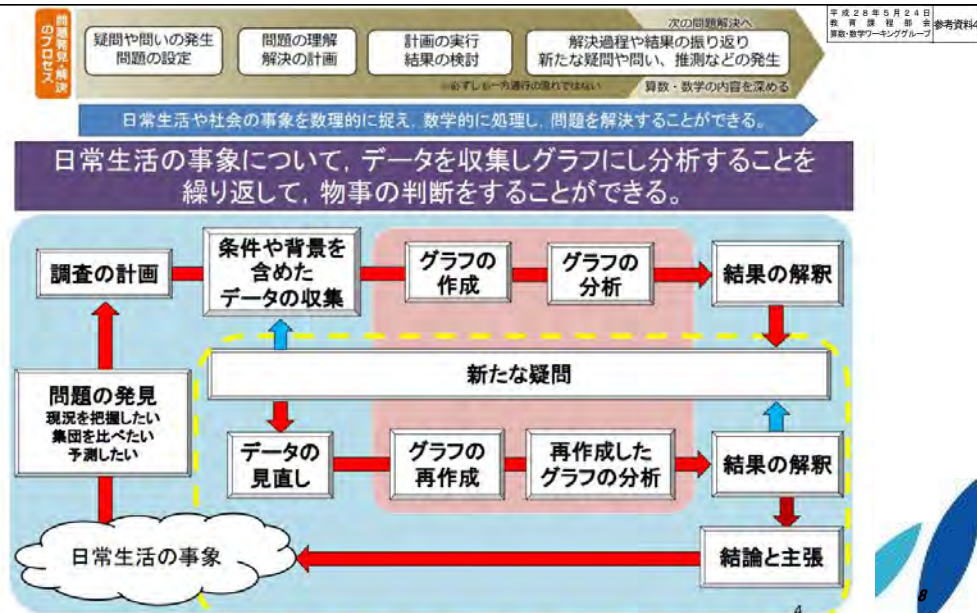 問題発見・解決
のプロセス
疑問や問いの発生
問題の設定
問題の理解
解決の計画
計画の実行
結果の検討
次の問題解決へ
解決過程や結果の振り返り
新たな疑問や問い、推測などの発生
※必ずしも一方通行の流れではない
算数・数学の内容を深める
平成28年5月24日
教育課程部会
算数・数学ワーキンググループ
参考資料4
日常生活や社会の事象を数理的に捉え，数学的に処理し，問題を解決することができる。
日常生活の事象について，データを収集しグラフにし分析することを
繰り返して，物事の判断をすることができる。
調査の計画
条件や背景を
含めた
データの収集
グラフの
作成
グラフの
分析
結果の解釈
新たな疑問
問題の発見
現況を把握したい
集団を比べたい
予測したい
データの
見直し
グラフの
再作成
再作成した
グラフの分析
結果の解釈
日常生活の事象
結論と主張
4
8